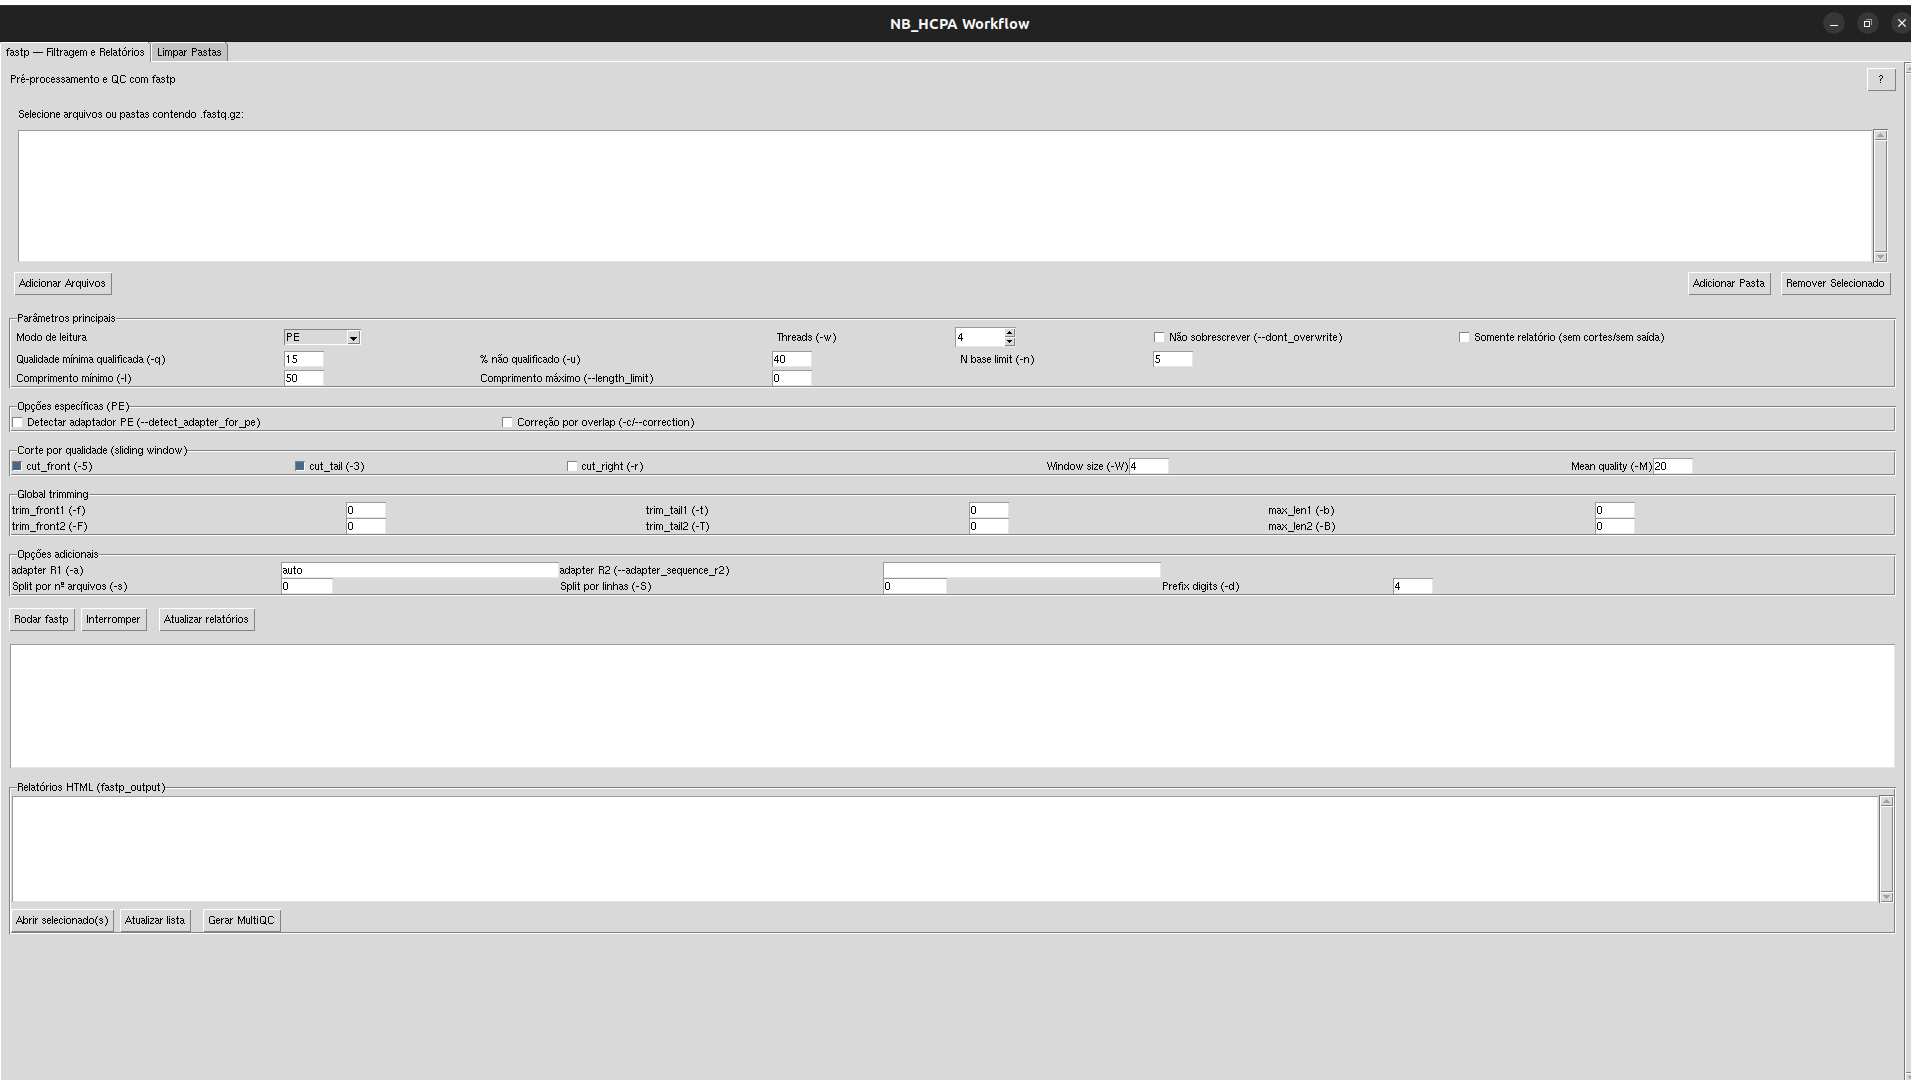 NB_HCPA Workflow
fastp — Filtragem e Relatórios Limpar Pastas
Pré-processamento e QC com fastp ?
Selecione arquivos ou pastas contendo .fastq.gz:
Adicionar Arquivos Adicionar Pasta Remover Selecionado
Parâmetros principais
Modo de leitura PE Threads (-w) 4 Não sobrescrever (--dont_overwrite) Somente relatório (sem cortes/sem saída)
Qualidade mínima qualificada (-q) 15 % não qualificado (-u) 40 N base limit (-n) 5
Comprimento mínimo (-l) 50 Comprimento máximo (--length_limit) 0
Opções específicas (PE)
Detectar adaptador PE (--detect_adapter_for_pe) Correção por overlap (-c/--correction)
Corte por qualidade (sliding window)
cut_front (-5) cut_tail (-3) cut_right (-r) Window size (-W) 4 Mean quality (-M) 20
Global trimming
trim_front1 (-f) 0 trim_tail1 (-t) 0 max_len1 (-b) 0
trim_front2 (-F) 0 trim_tail2 (-T) 0 max_len2 (-B) 0
Opções adicionais
adapter R1 (-a) auto adapter R2 (--adapter_sequence_r2)
Split por nº arquivos (-s) 0 Split por linhas (-S) 0 Prefix digits (-d) 4
Rodar fastp Interromper Atualizar relatórios
Relatórios HTML (fastp_output)
Abrir selecionado(s) Atualizar lista Gerar MultiQC